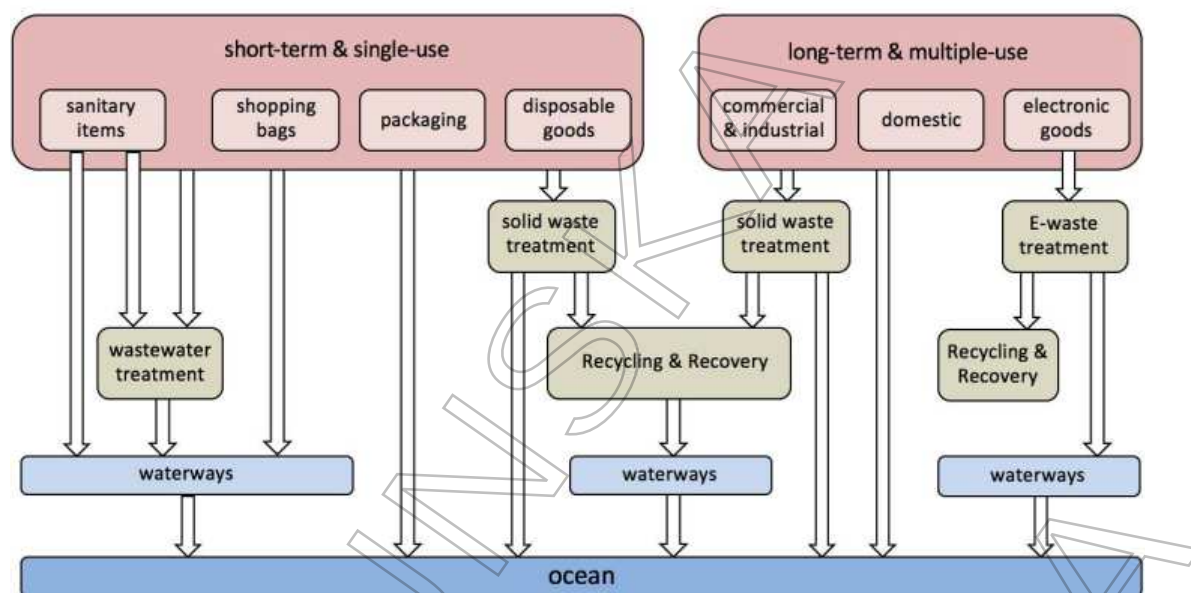 short-term & single-use
long-term & multiple-use
sanitary
items
shopping
bags
packaging
disposable
goods
commercial
& industrial
domestic
electronic
goods
solid waste
treatment
solid waste
treatment
E-waste
treatment
wastewater
treatment
Recycling & Recovery
Recycling &
Recovery
waterways
waterways
waterways
ocean